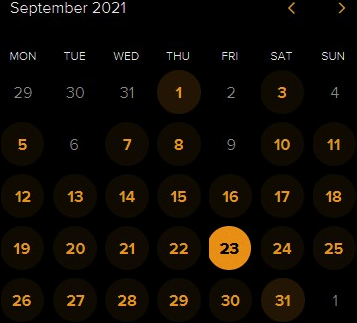 September 2021
MON TUE WED THU FRI SAT SUN
29 30 31 1 2 3 4
5 6 7 8 9 10 11
12 13 14 15 16 17 18
19 20 21 22 23 24 25
26 27 28 29 30 31 1